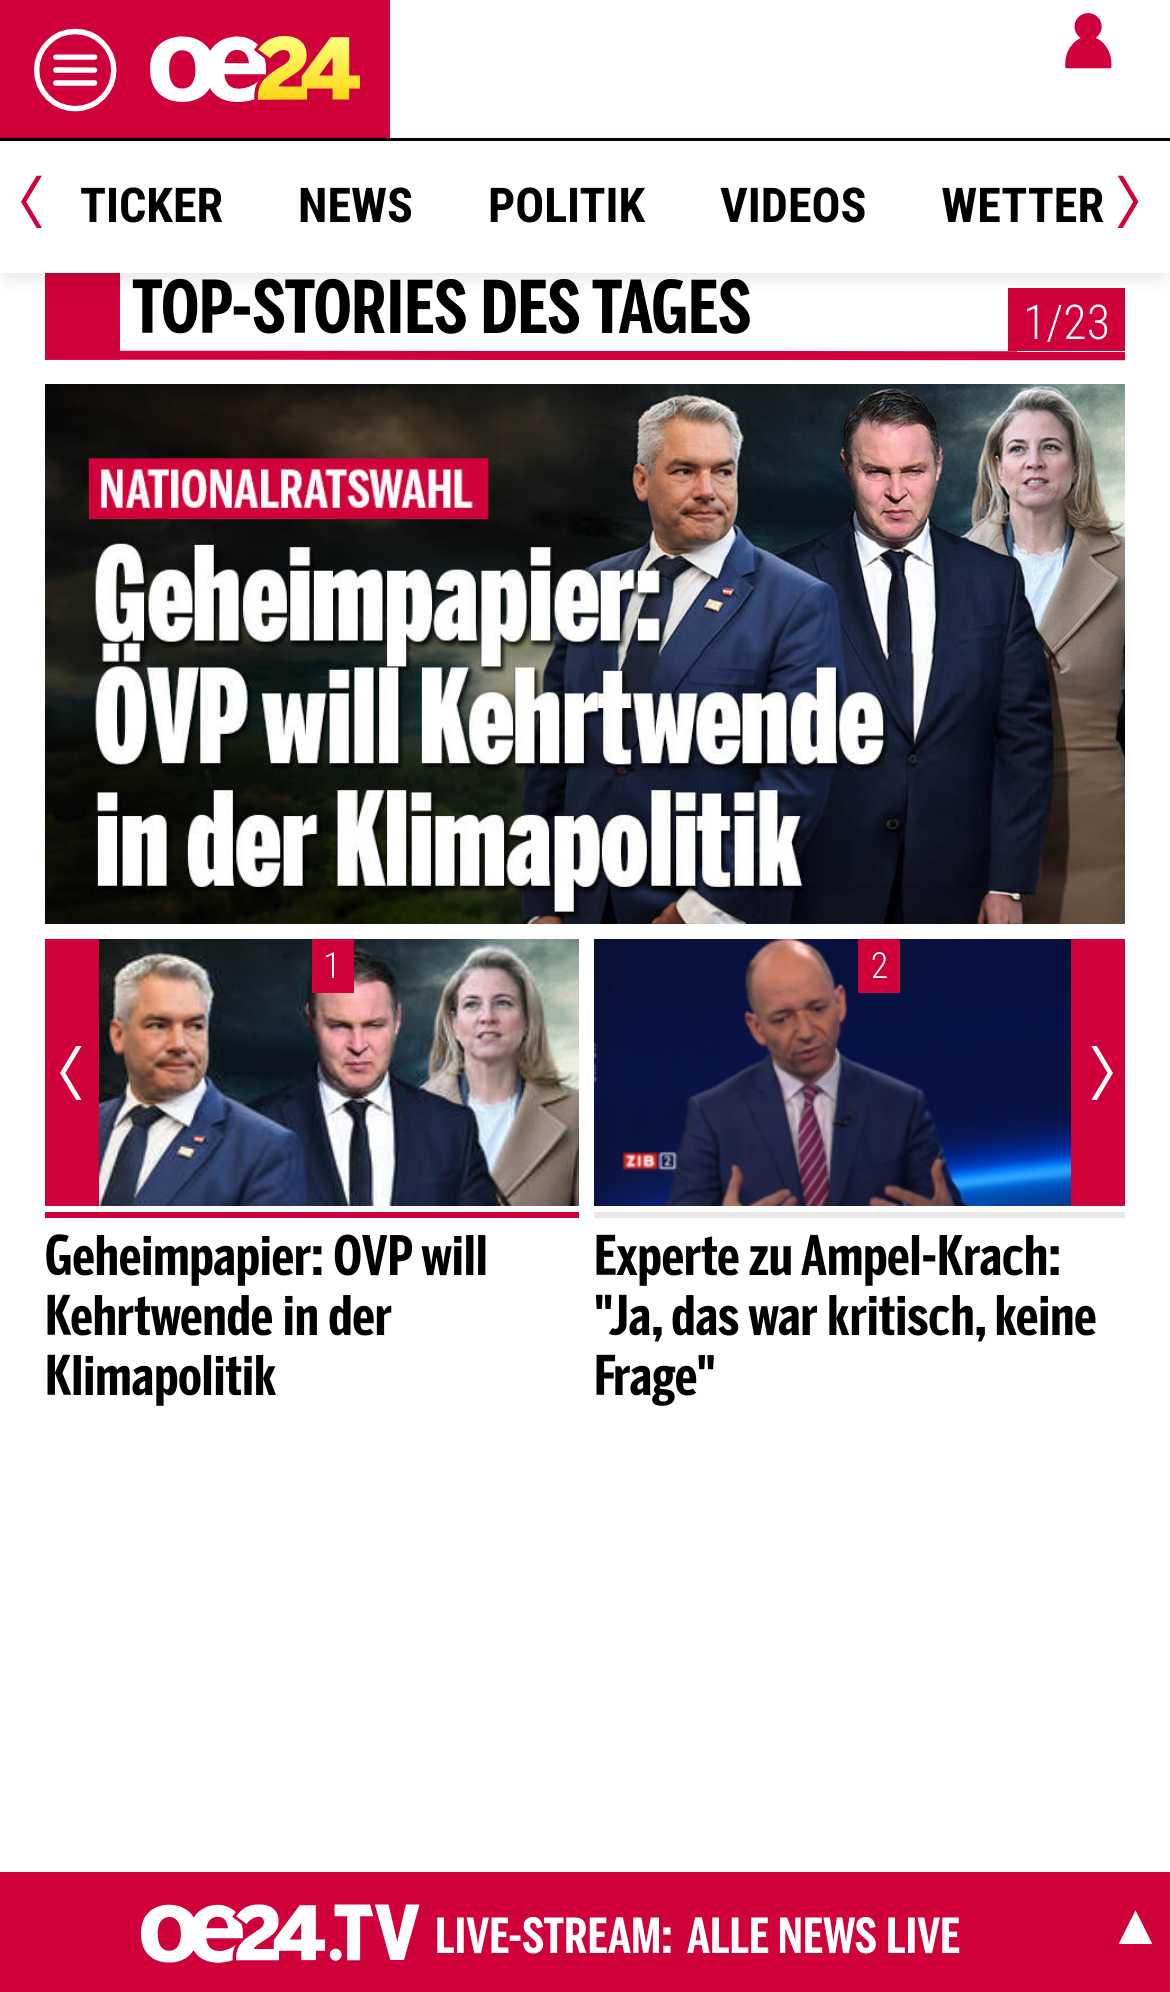 oe24
TICKER NEWS POLITIK VIDEOS WETTER
TOP-STORIES DES TAGES
1/23
NATIONALRATSWAHL
Geheimpapier:
ÖVP will Kehrtwende
in der Klimapolitik
1
2
ZIB 2
Geheimpapier: ÖVP will
Kehrtwende in der
Klimapolitik
Experte zu Ampel-Krach:
"Ja, das war kritisch, keine
Frage"
oe24.TV LIVE-STREAM: ALLE NEWS LIVE